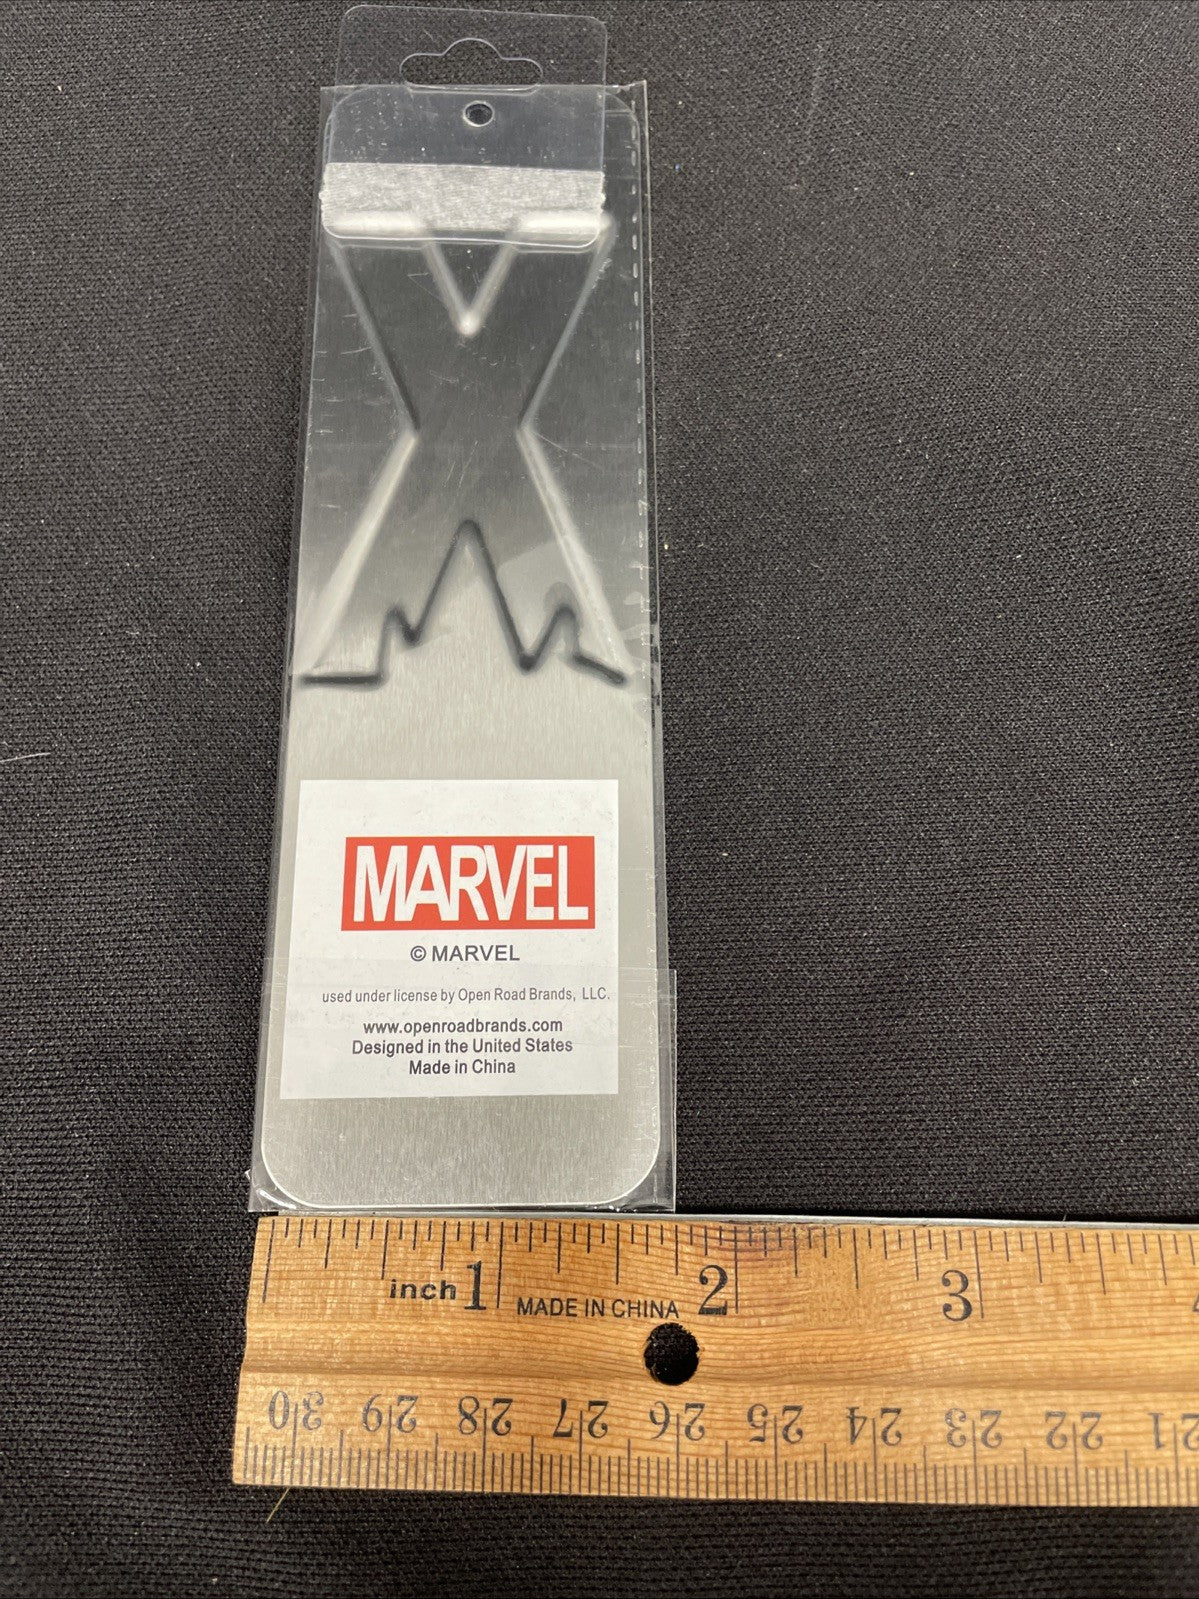 X
MARVEL
© MARVEL
used under license by Open Road Brands, LLC.
www.openroadbrands.com
Designed in the United States
Made in China
inch 1 2 3
MADE IN CHINA
30 29 28 27 26 25 24 23 22 21